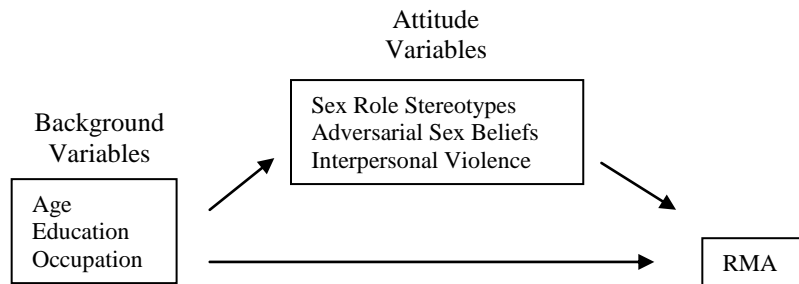 Attitude
Variables
Sex Role Stereotypes
Adversarial Sex Beliefs
Interpersonal Violence
Background
Variables
Age
Education
Occupation
RMA